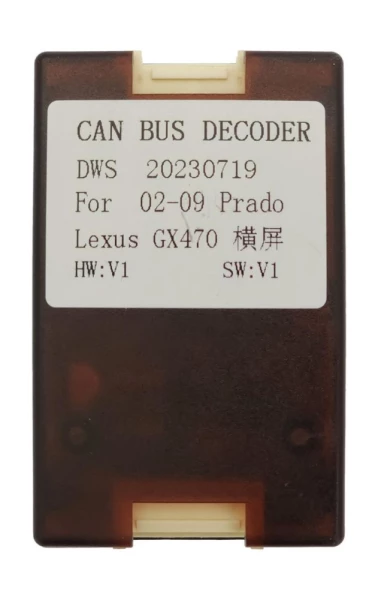 CAN BUS DECODER
DWS 20230719
For 02-09 Prado
Lexus GX470 横屏
HW:V1 SW:V1